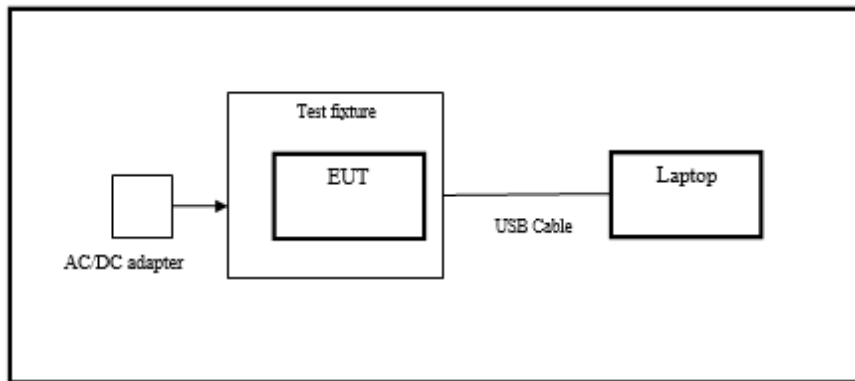 Test fixture
EUT
Laptop
USB Cable
AC/DC adapter